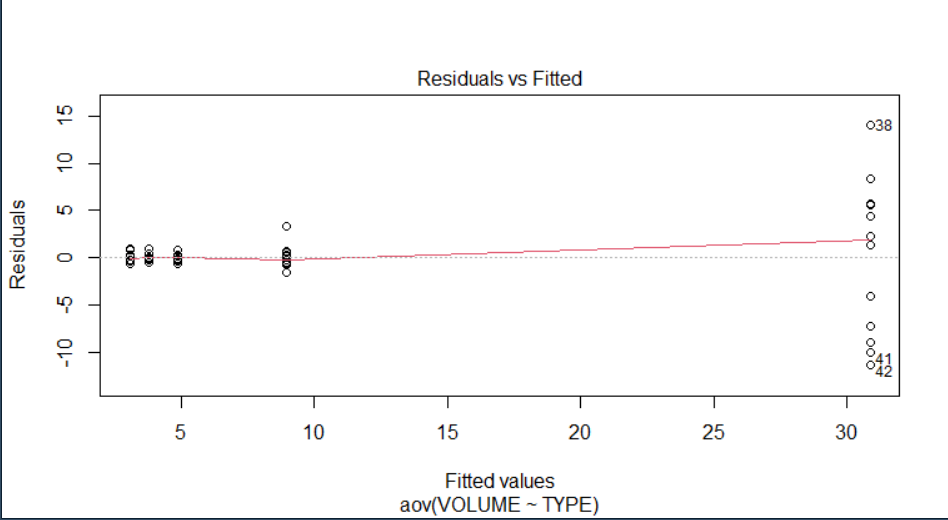 Residuals vs Fitted
15
10
5
0
-5
-10
Residuals
38
41
42
5 10 15 20 25 30
Fitted values
aov(VOLUME ~ TYPE)